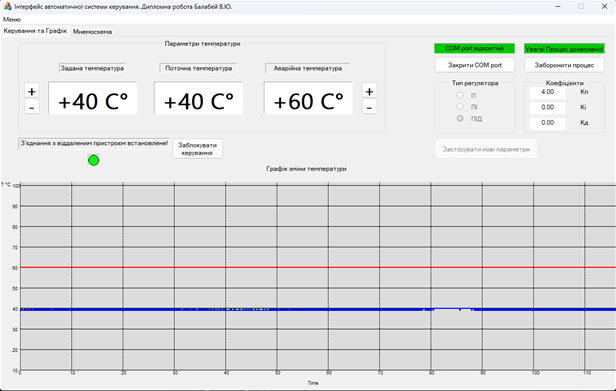 Інтерфейс автоматичної системи керування. Дипломна робота Балабей В.Ю.
Меню
Керування та Графік Мнемосхема
Параметри температури
Задана температура Поточна температура Аварійна температура
+ +40 C° +40 C° +60 C° +
- -
COM port відкритий Увага! Процес дозволено!
Закрити COM port Заборонити процес
Тип регулятора Коефіцієнти
П 4.00 Кп
ПІ 0.00 Кі
ПІД 0.00 Кд
З'єднання з віддаленим пристроєм встановлене! Заблокувати
керування
Застосувати нові параметри
Графік зміни температури
T °C
100
90
80
70
60
50
40
30
20
10
0 10 20 30 40 50 60 70 80 90 100 110
Time